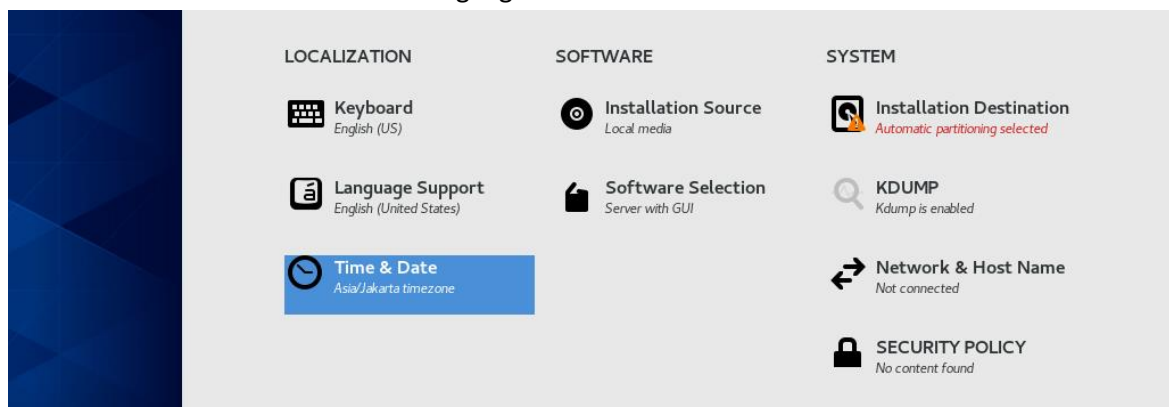 LOCALIZATION
Keyboard
English (US)
Language Support
English (United States)
Time & Date
Asia/Jakarta timezone
SOFTWARE
Installation Source
Local media
Software Selection
Server with GUI
SYSTEM
Installation Destination
Automatic partitioning selected
KDUMP
Kdump is enabled
Network & Host Name
Not connected
SECURITY POLICY
No content found